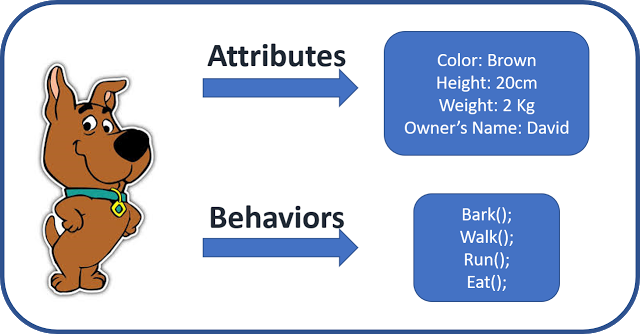 Attributes
Color: Brown
Height: 20cm
Weight: 2 Kg
Owner's Name: David
Behaviors
Bark();
Walk();
Run();
Eat();